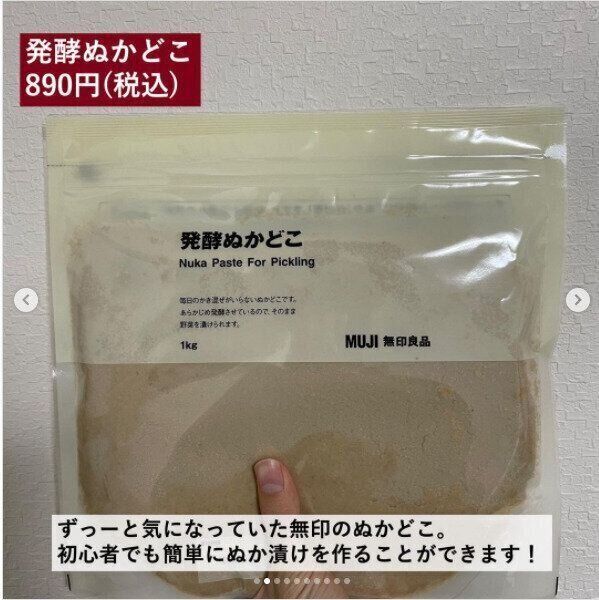 発酵ぬかどこ
890円(税込)
発酵ぬかどこ
Nuka Paste For Pickling
毎日のかき混ぜがいらないぬかどこです。
あらかじめ発酵させているので、そのまま
野菜を漬けられます。
1kg
MUJI 無印良品
ずっーと気になっていた無印のぬかどこ。
初心者でも簡単にぬか漬けを作ることができます！